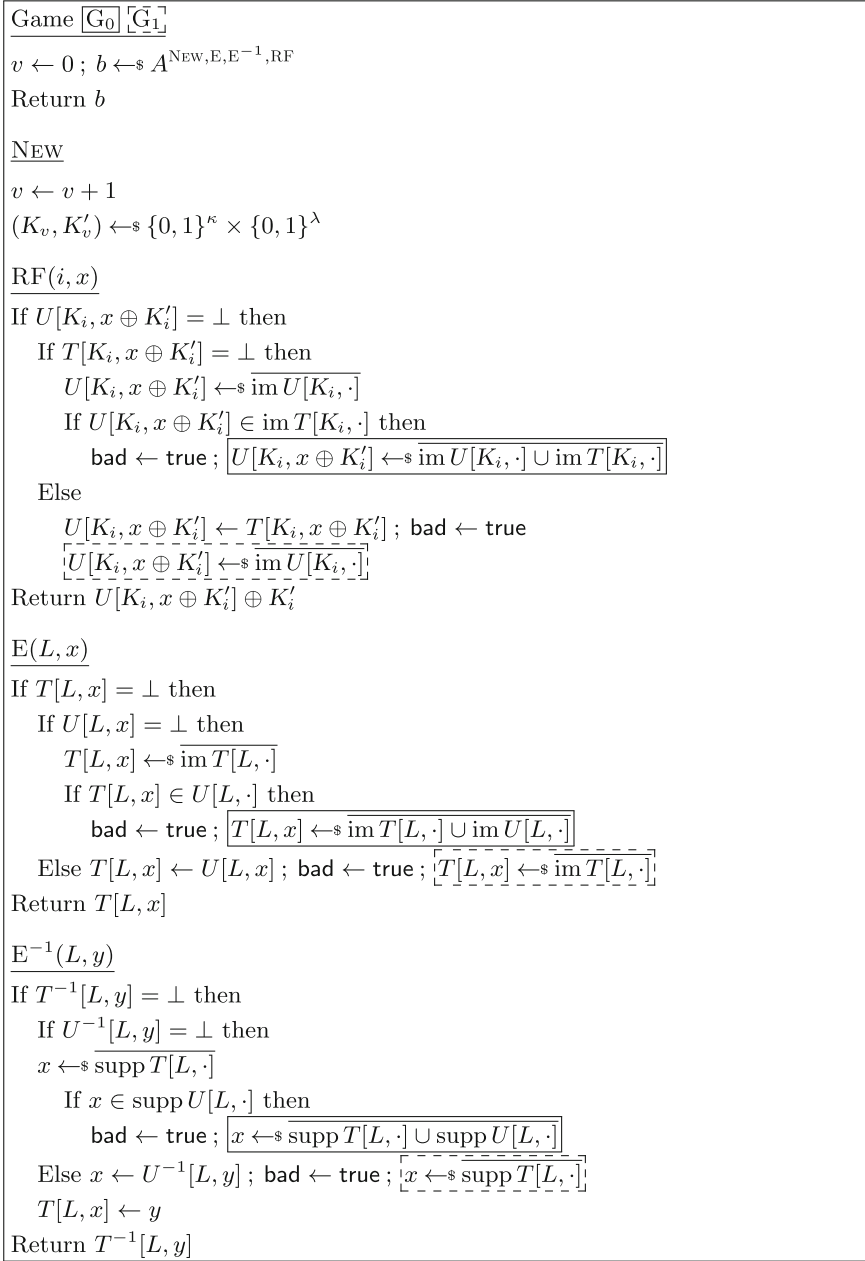 Game G₀ G₁
v ← 0 ; b ←$ A^{NEW,E,E⁻¹,RF}
Return b
NEW
v ← v + 1
(K_v, K′_v) ←$ {0, 1}^κ × {0, 1}^λ
RF(i, x)
If U[K_i, x ⊕ K′_i] = ⊥ then
If T[K_i, x ⊕ K′_i] = ⊥ then
U[K_i, x ⊕ K′_i] ←$ \overline{im U[K_i, ·]}
If U[K_i, x ⊕ K′_i] ∈ im T[K_i, ·] then
bad ← true ; U[K_i, x ⊕ K′_i] ←$ \overline{im U[K_i, ·] ∪ im T[K_i, ·]}
Else
U[K_i, x ⊕ K′_i] ← T[K_i, x ⊕ K′_i] ; bad ← true
U[K_i, x ⊕ K′_i] ←$ \overline{im U[K_i, ·]}
Return U[K_i, x ⊕ K′_i] ⊕ K′_i
E(L, x)
If T[L, x] = ⊥ then
If U[L, x] = ⊥ then
T[L, x] ←$ \overline{im T[L, ·]}
If T[L, x] ∈ U[L, ·] then
bad ← true ; T[L, x] ←$ \overline{im T[L, ·] ∪ im U[L, ·]}
Else T[L, x] ← U[L, x] ; bad ← true ; T[L, x] ←$ \overline{im T[L, ·]}
Return T[L, x]
E⁻¹(L, y)
If T⁻¹[L, y] = ⊥ then
If U⁻¹[L, y] = ⊥ then
x ←$ \overline{supp T[L, ·]}
If x ∈ supp U[L, ·] then
bad ← true ; x ←$ \overline{supp T[L, ·] ∪ supp U[L, ·]}
Else x ← U⁻¹[L, y] ; bad ← true ; x ←$ \overline{supp T[L, ·]}
T[L, x] ← y
Return T⁻¹[L, y]